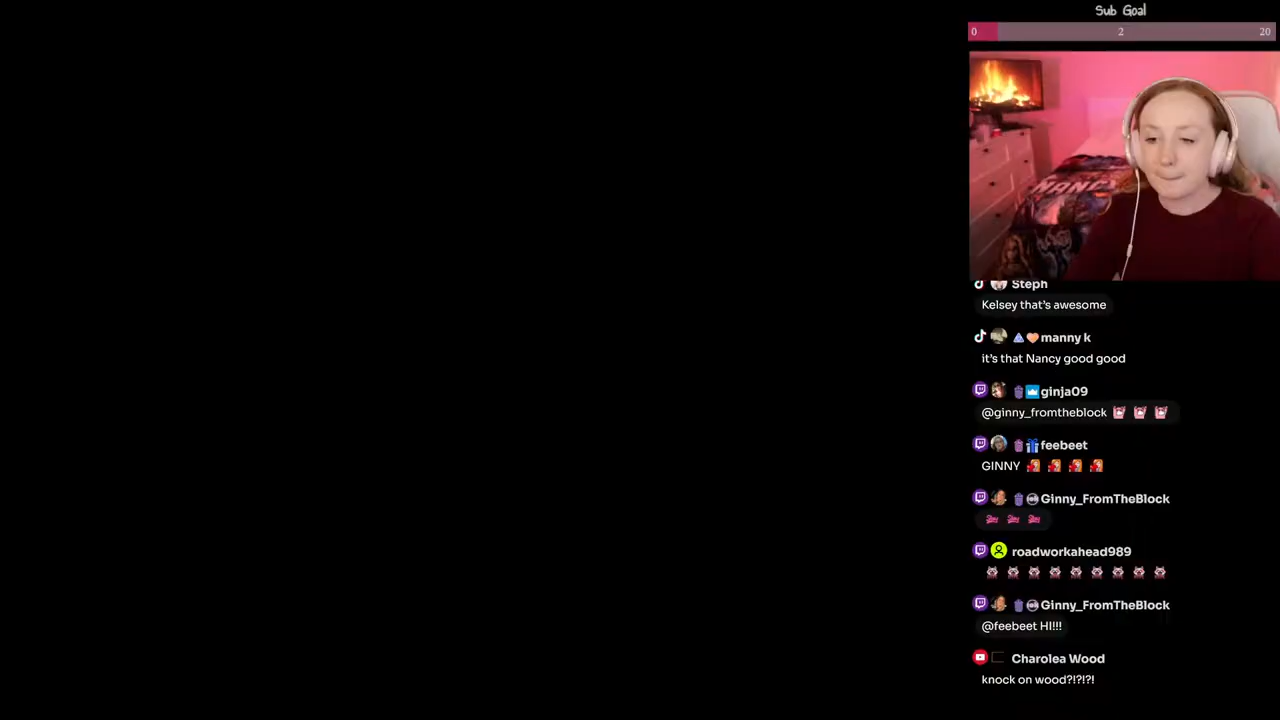 Sub Goal
0 2 20
NANCY
Steph
Kelsey that's awesome
manny k
it's that Nancy good good
ginja09
@ginny_fromtheblock
feebeet
GINNY
Ginny_FromTheBlock
roadworkahead989
Ginny_FromTheBlock
@feebeet HI!!!
Charolea Wood
knock on wood?!?!?!